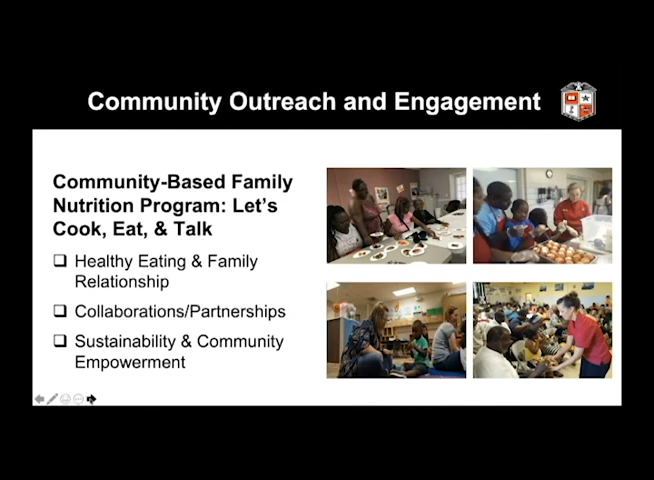 Community Outreach and Engagement
Community-Based Family
Nutrition Program: Let's
Cook, Eat, & Talk
Healthy Eating & Family
Relationship
Collaborations/Partnerships
Sustainability & Community
Empowerment